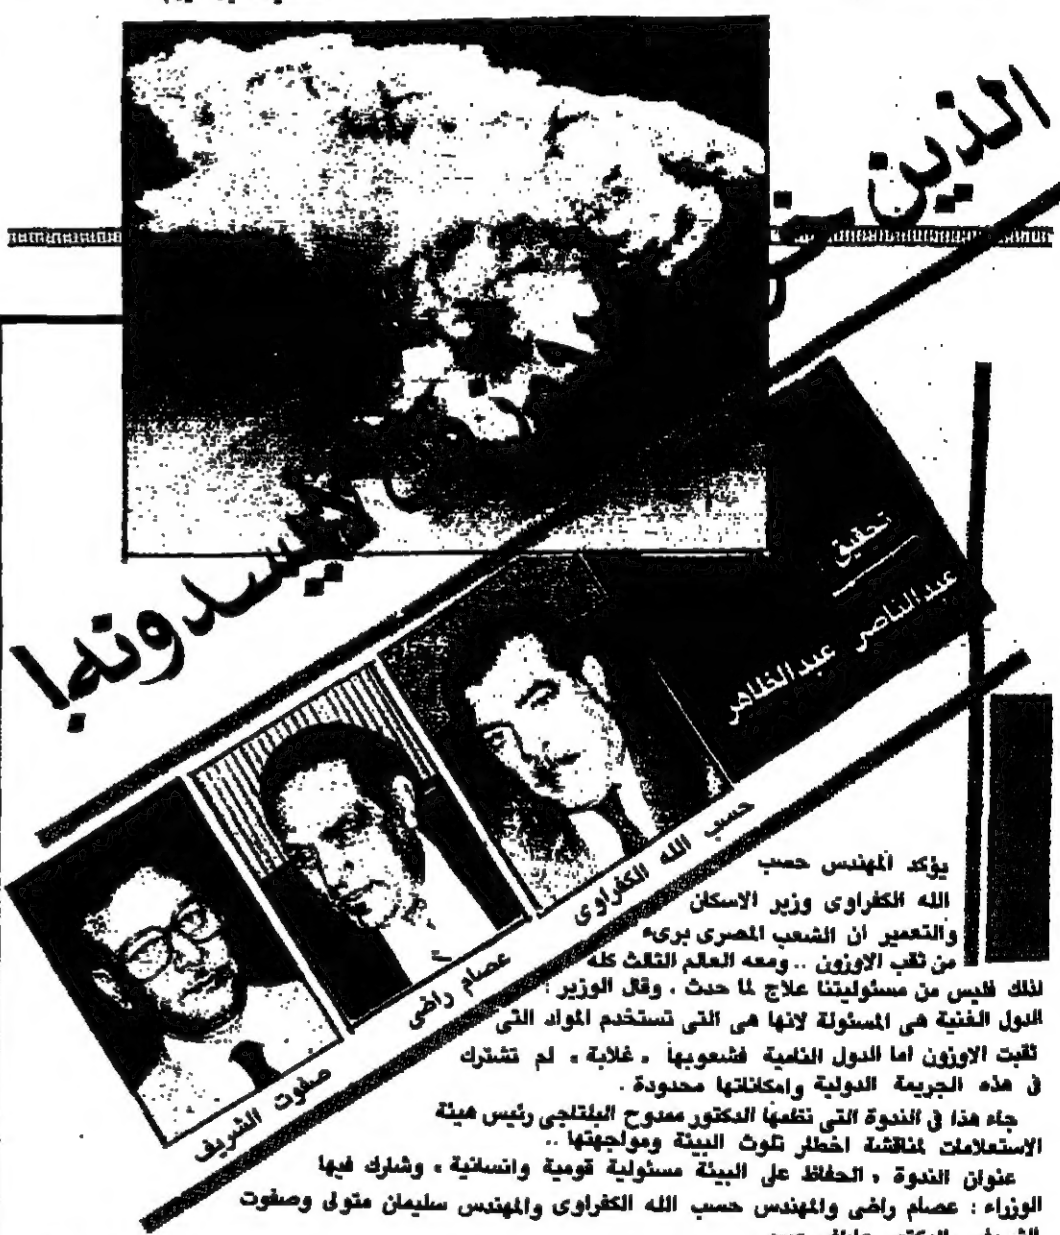 الذين
يسدونها
تحقيق
عبدالناصر عبدالظاهر
حسب الله الكفراوى
عصام راضى
صفوت الشريف
يؤكد المهندس حسب
الله الكفراوى وزير الاسكان
والتعمير ان الشعب المصرى برىء
من ثقب الاوزون .. ومعه العالم الثالث كله
لذلك فليس من مسئوليتنا علاج لما حدث . وقال الوزير :
الدول الغنية هى المسئولة لانها هى التى تستخدم المواد التى
ثقبت الاوزون اما الدول النامية فشعوبها « غلابة » لم تشترك
فى هذه الجريمة الدولية وامكاناتها محدودة .
جاء هذا فى الندوة التى نظمها الدكتور ممدوح البلتاجى رئيس هيئة
الاستعلامات لمناقشة اخطار تلوث البيئة ومواجهتها ..
عنوان الندوة « الحفاظ على البيئة مسئولية قومية وانسانية » وشارك فيها
الوزراء : عصام راضى والمهندس حسب الله الكفراوى والمهندس سليمان متولى وصفوت